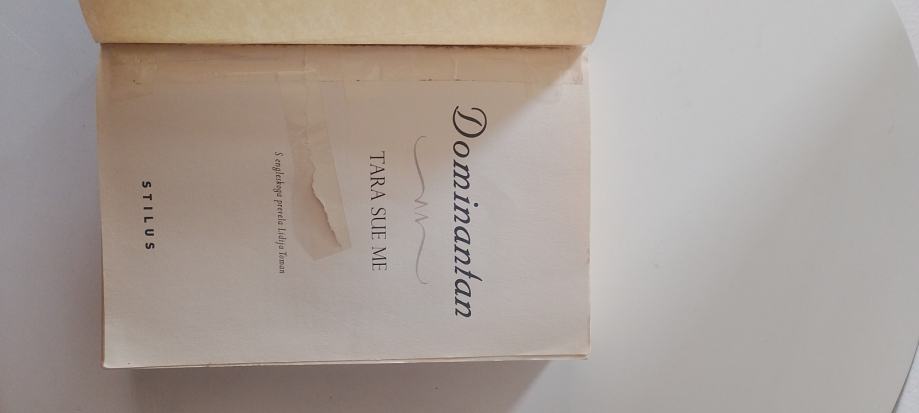 Dominantan
TARA SUE ME
S engleskoga prevela Lidija Toman
STILUS